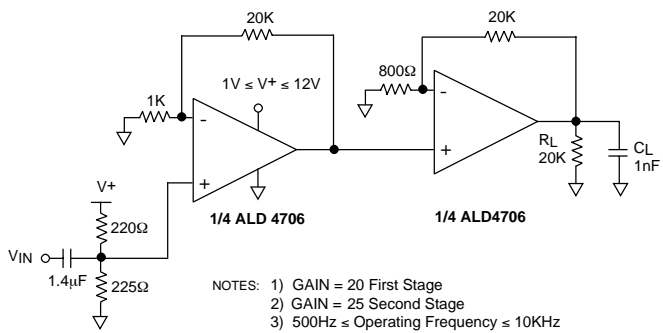 20K
20K
1V ≤ V+ ≤ 12V
800Ω
1K
-
-
+
+
RL
20K
CL
1nF
V+
1/4 ALD 4706
1/4 ALD4706
220Ω
VIN
1.4µF
225Ω
NOTES: 1) GAIN = 20 First Stage
2) GAIN = 25 Second Stage
3) 500Hz ≤ Operating Frequency ≤ 10KHz